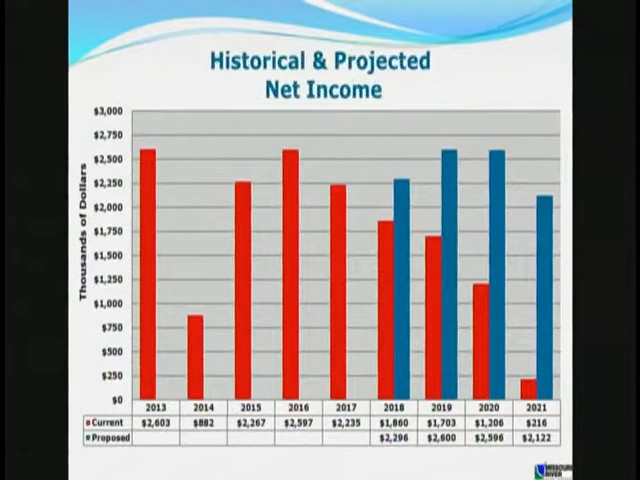 Historical & Projected
Net Income
Thousands of Dollars
$3,000
$2,750
$2,500
$2,250
$2,000
$1,750
$1,500
$1,250
$1,000
$750
$500
$250
$0
2013 2014 2015 2016 2017 2018 2019 2020 2021
Current $2,603 $882 $2,267 $2,597 $2,235 $1,860 $1,703 $1,206 $216
Proposed $2,296 $2,600 $2,596 $2,122
MISSOURI
RIVER